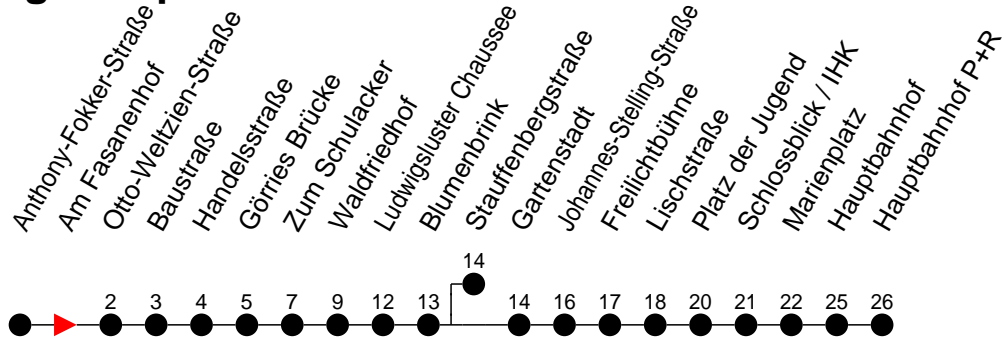 Anthony-Fokker-Straße
Am Fasanenhof
Otto-Weltzien-Straße
Baustraße
Handelsstraße
Görries Brücke
Zum Schulacker
Waldfriedhof
Ludwigsluster Chaussee
Blumenbrink
Stauffenbergstraße
Gartenstadt
Johannes-Stelling-Straße
Freilichtbühne
Lischstraße
Platz der Jugend
Schlossblick / IHK
Marienplatz
Hauptbahnhof
Hauptbahnhof P+R
14
2 3 4 5 7 9 12 13 14 16 17 18 20 21 22 25 26